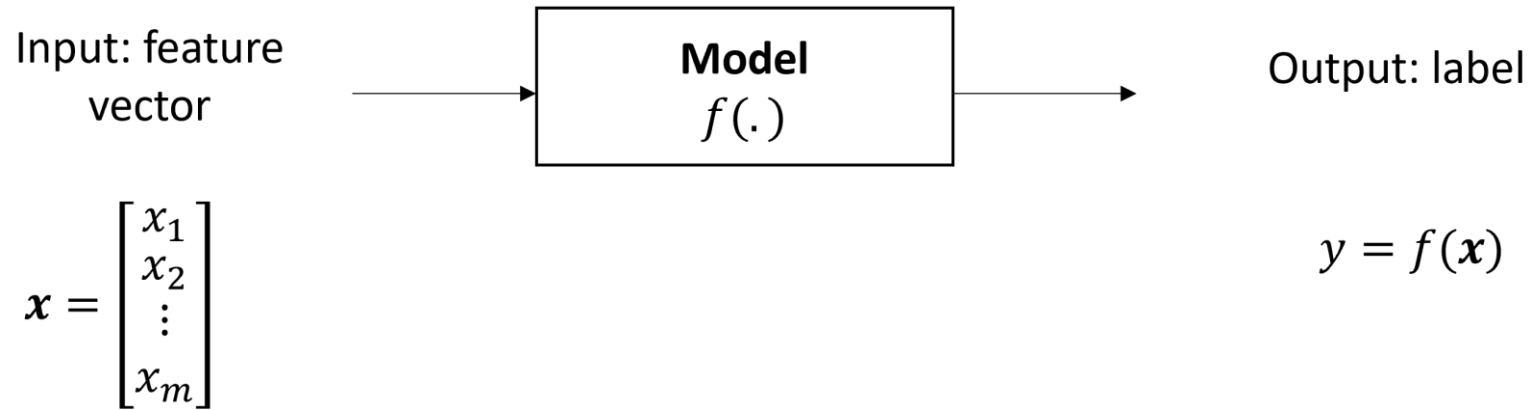 Input: feature
vector
Model
f(.)
Output: label
x = [x₁
x₂
⋮
xₘ]
y = f(x)